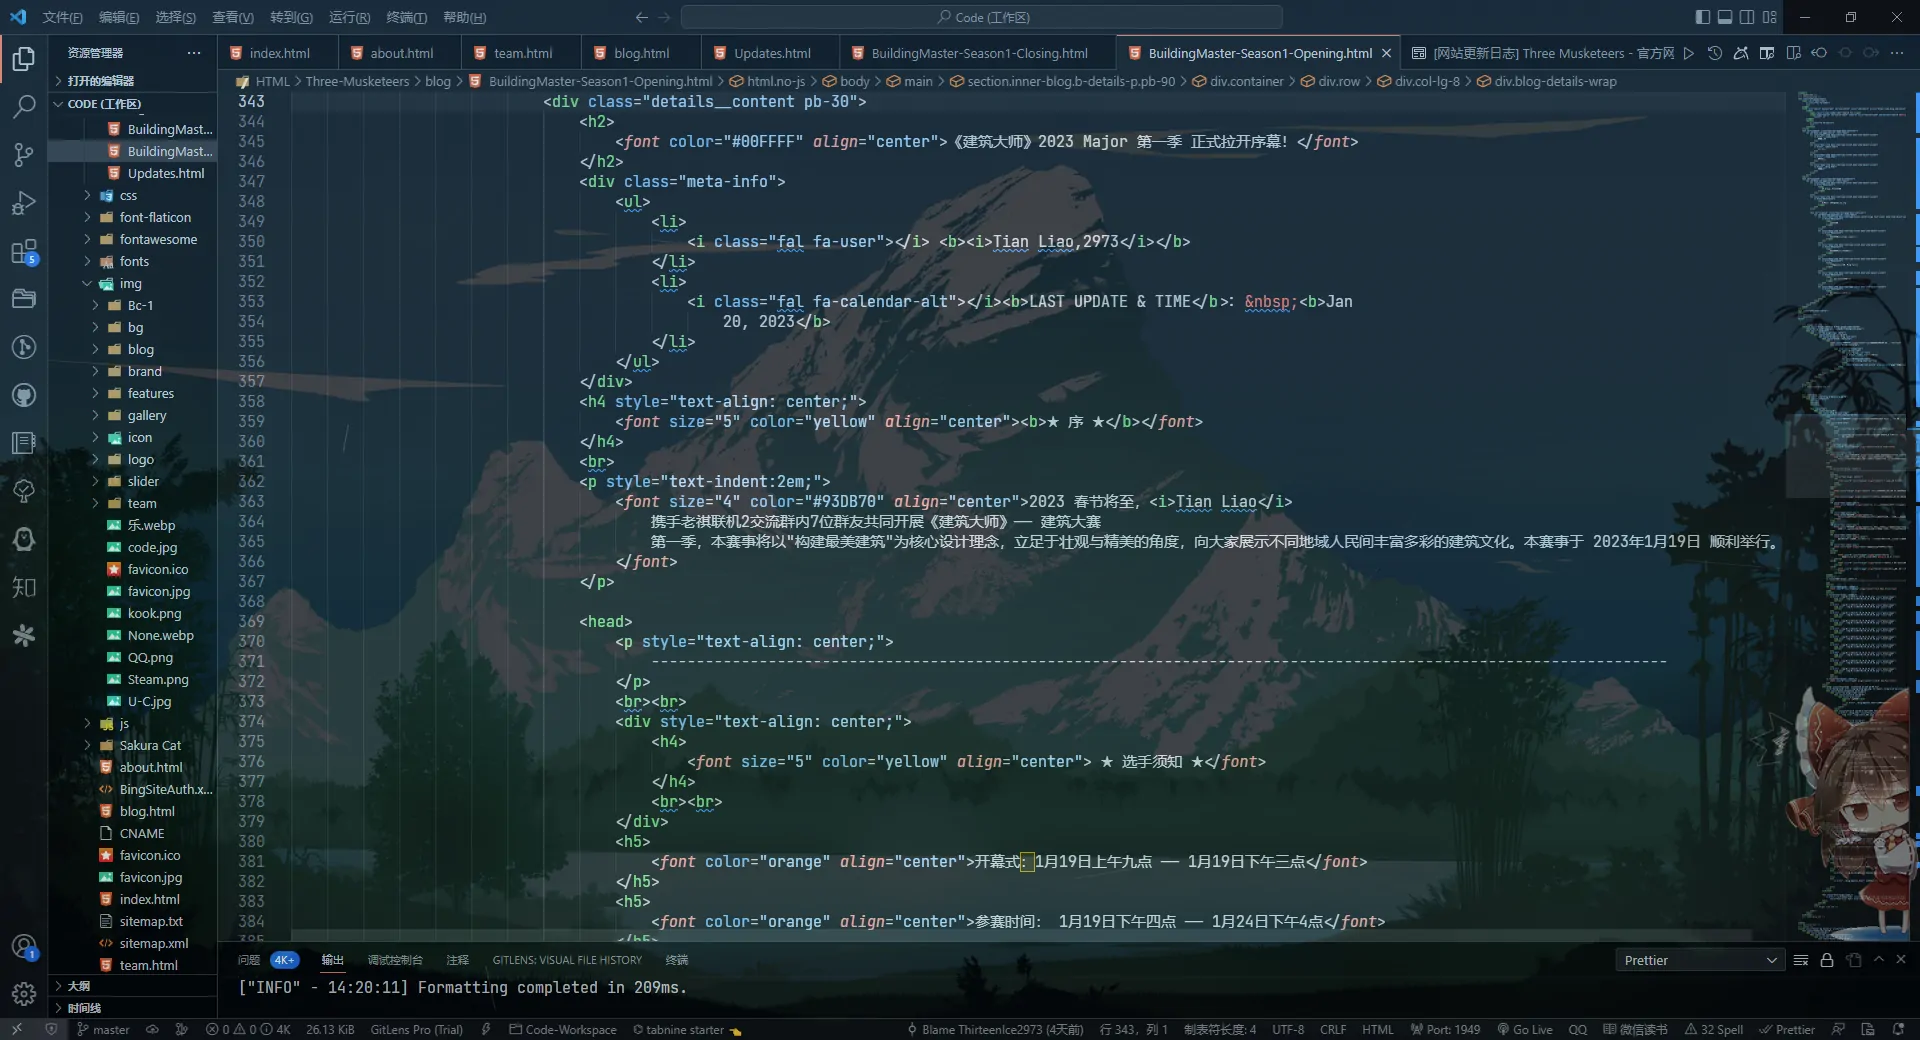 文件(F) 编辑(E) 选择(S) 查看(V) 转到(G) 运行(R) 终端(T) 帮助(H)
Code (工作区)
资源管理器 ···
index.html about.html team.html blog.html Updates.html BuildingMaster-Season1-Closing.html BuildingMaster-Season1-Opening.html [网站更新日志] Three Musketeers - 官方网
HTML > Three-Musketeers > blog > BuildingMaster-Season1-Opening.html > html.no-js > body > main > section.inner-blog.b-details-p.pb-90 > div.container > div.row > div.col-lg-8 > div.blog-details-wrap
打开的编辑器
CODE (工作区)
BuildingMast...
BuildingMast...
Updates.html
css
font-flaticon
fontawesome
fonts
img
Bc-1
bg
blog
brand
features
gallery
icon
logo
slider
team
乐.webp
code.jpg
favicon.ico
favicon.jpg
kook.png
None.webp
QQ.png
Steam.png
U-C.jpg
js
Sakura Cat
about.html
BingSiteAuth.x...
blog.html
CNAME
favicon.ico
favicon.jpg
index.html
sitemap.txt
sitemap.xml
team.html
大纲
时间线
5
知
1
343 <div class="details__content pb-30">
344 <h2>
345 <font color="#00FFFF" align="center">《建筑大师》2023 Major 第一季 正式拉开序幕！</font>
346 </h2>
347 <div class="meta-info">
348 <ul>
349 <li>
350 <i class="fal fa-user"></i> <b><i>Tian Liao,2973</i></b>
351 </li>
352 <li>
353 <i class="fal fa-calendar-alt"></i><b>LAST UPDATE & TIME</b>: &nbsp;<b>Jan
354 20, 2023</b>
355 </li>
356 </ul>
357 </div>
358 <h4 style="text-align: center;">
359 <font size="5" color="yellow" align="center"><b>★ 序 ★</b></font>
360 </h4>
361 <br>
362 <p style="text-indent:2em;">
363 <font size="4" color="#93DB70" align="center">2023 春节将至，<i>Tian Liao</i>
364 携手老祺联机2交流群内7位群友共同开展《建筑大师》—— 建筑大赛
365 第一季，本赛事将以"构建最美建筑"为核心设计理念，立足于壮观与精美的角度，向大家展示不同地域人民间丰富多彩的建筑文化。本赛事于 2023年1月19日 顺利举行。
366 </font>
367 </p>
368
369 <head>
370 <p style="text-align: center;">
371 -----------------------------------------------------------------------------------------------------------------
372 </p>
373 <br><br>
374 <div style="text-align: center;">
375 <h4>
376 <font size="5" color="yellow" align="center"> ★ 选手须知 ★</font>
377 </h4>
378 <br><br>
379 </div>
380 <h5>
381 <font color="orange" align="center">开幕式：1月19日上午九点 —— 1月19日下午三点</font>
382 </h5>
383 <h5>
384 <font color="orange" align="center">参赛时间： 1月19日下午四点 —— 1月24日下午4点</font>
385 </h5>
问题 4K+ 输出 调试控制台 注释 GITLENS: VISUAL FILE HISTORY 终端 Prettier
["INFO" - 14:20:11] Formatting completed in 209ms.
master 0 0 4K 26.13 KiB GitLens Pro (Trial) Code-Workspace tabnine starter Blame ThirteenIce2973 (4天前) 行 343，列 1 制表符长度: 4 UTF-8 CRLF HTML Port: 1949 Go Live QQ 微信读书 32 Spell Prettier